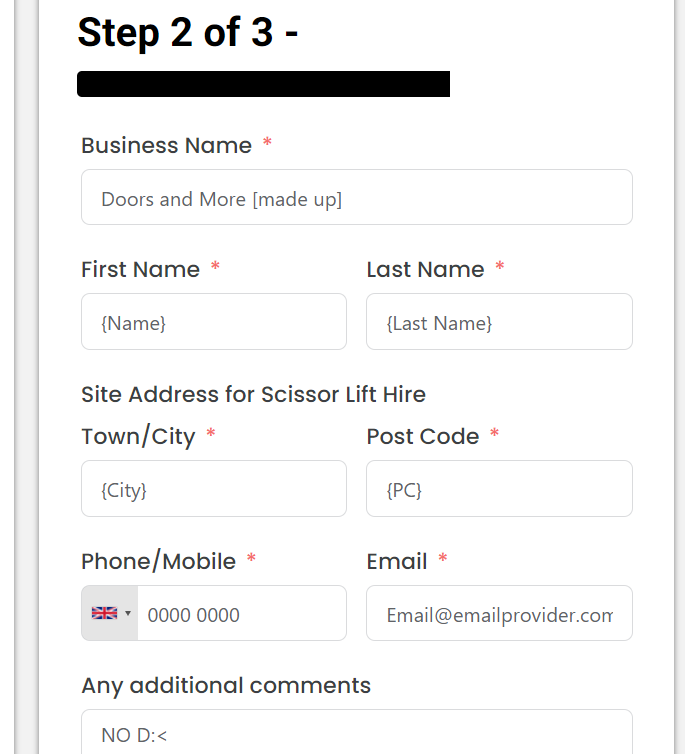 Step 2 of 3 -
Business Name *
Doors and More [made up]
First Name * Last Name *
{Name} {Last Name}
Site Address for Scissor Lift Hire
Town/City * Post Code *
{City} {PC}
Phone/Mobile * Email *
0000 0000 Email@emailprovider.com
Any additional comments
NO D:<